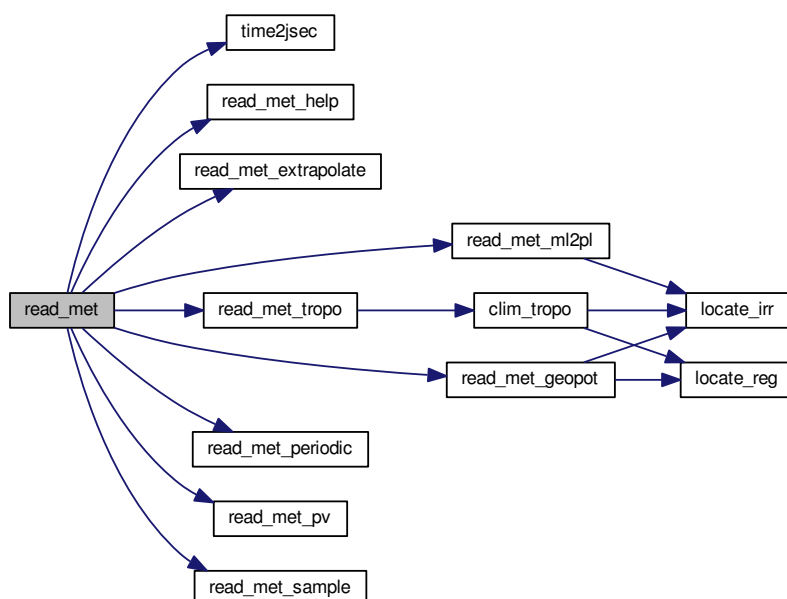 time2jsec
read_met_help
read_met_extrapolate
read_met_ml2pl
read_met
read_met_tropo
clim_tropo
locate_irr
read_met_geopot
locate_reg
read_met_periodic
read_met_pv
read_met_sample